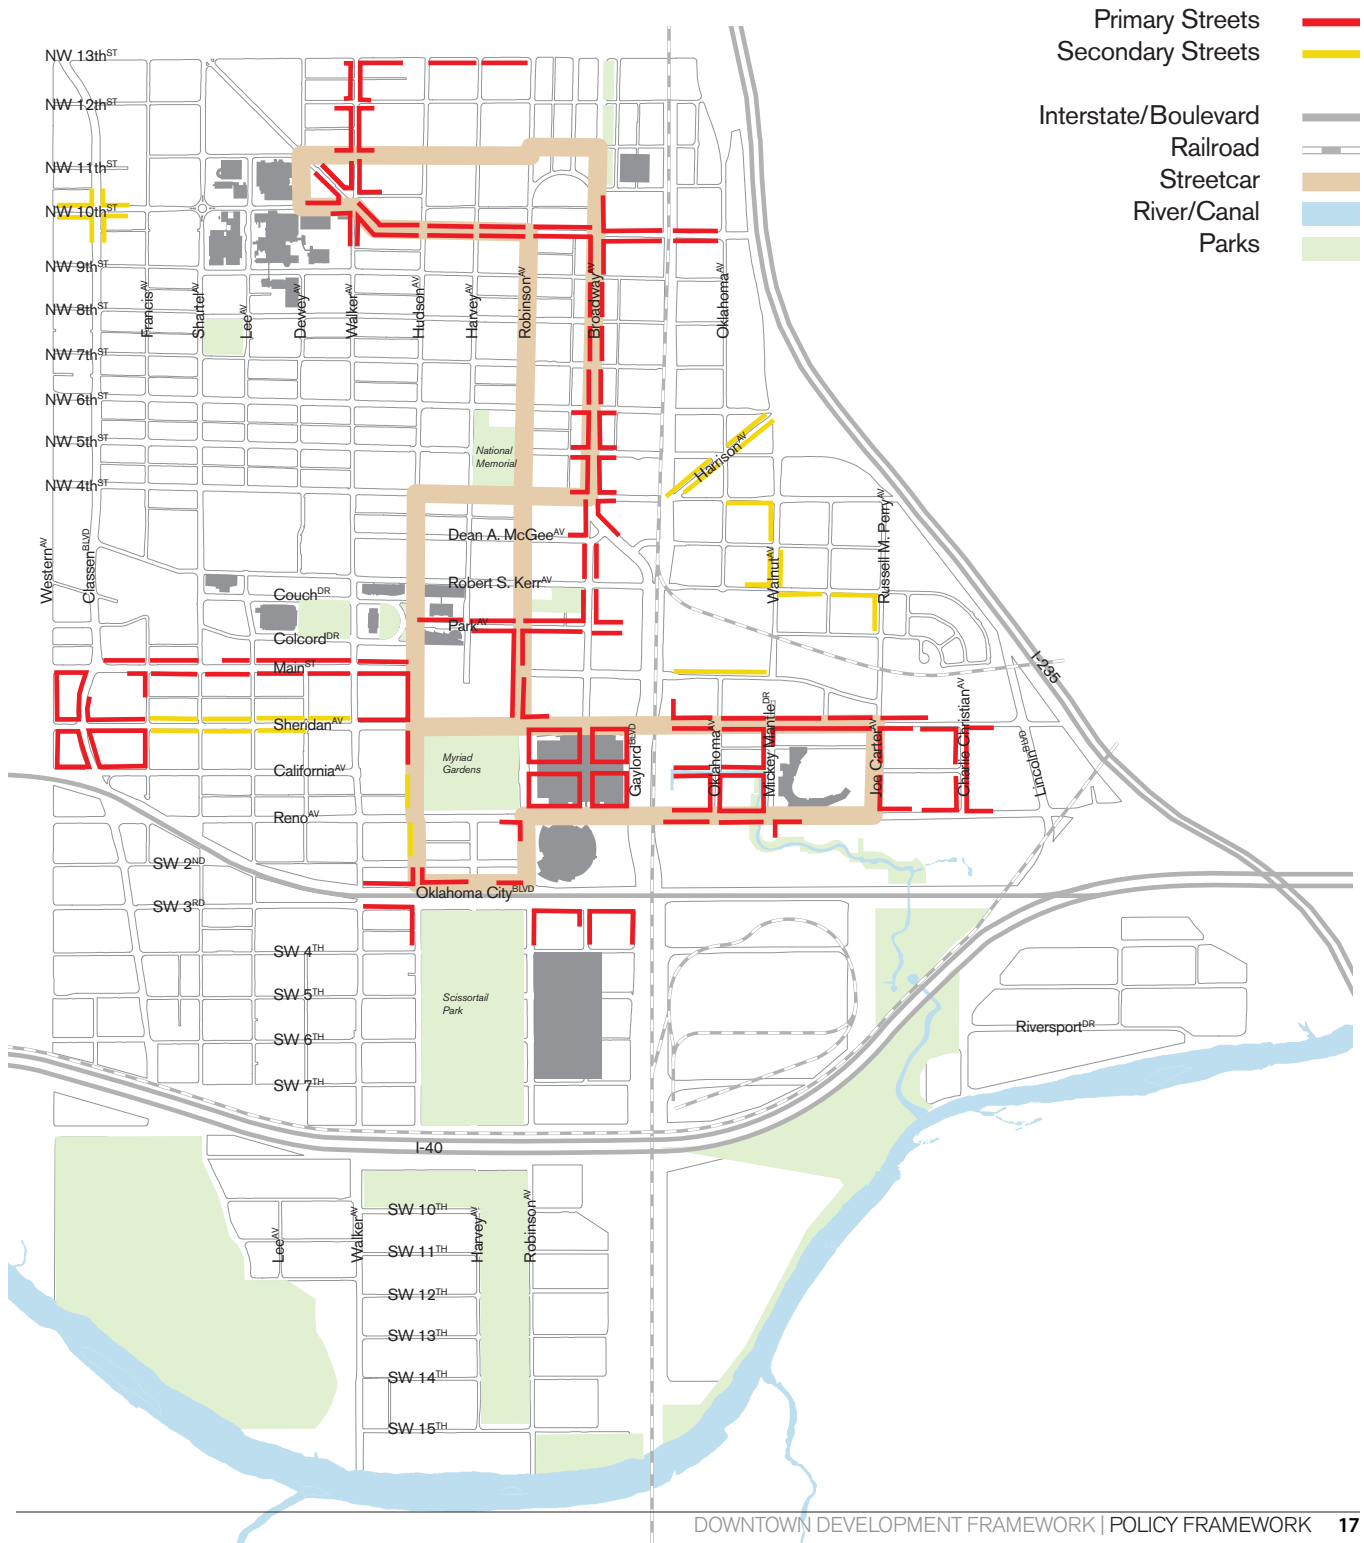 Primary Streets
Secondary Streets
Interstate/Boulevard
Railroad
Streetcar
River/Canal
Parks
NW 13thST
NW 12thST
NW 11thST
NW 10thST
NW 9thST
NW 8thST
NW 7thST
NW 6thST
NW 5thST
NW 4thST
FrancisAV
ShartelAV
LeeAV
DeweyAV
WalkerAV
HudsonAV
HarveyAV
RobinsonAV
BroadwayAV
OklahomaAV
National
Memorial
HarrisonAV
Dean A. McGeeAV
Robert S. KerrAV
WesternAV
ClassenBLVD
WalnutAV
Russell M. PerryAV
CouchDR
ParkAV
ColcordDR
MainST
I-235
SheridanAV
Myriad
Gardens
CaliforniaAV
GaylordBLVD
OklahomaAV
Mickey MantleDR
Joe CarterAV
Charlie ChristianAV
LincolnBLVD
RenoAV
SW 2ND
Oklahoma CityBLVD
SW 3RD
SW 4TH
SW 5TH
Scissortail
Park
SW 6TH
RiversportDR
SW 7TH
I-40
SW 10TH
LeeAV
WalkerAV
HarveyAV
RobinsonAV
SW 11TH
SW 12TH
SW 13TH
SW 14TH
SW 15TH
DOWNTOWN DEVELOPMENT FRAMEWORK | POLICY FRAMEWORK 17